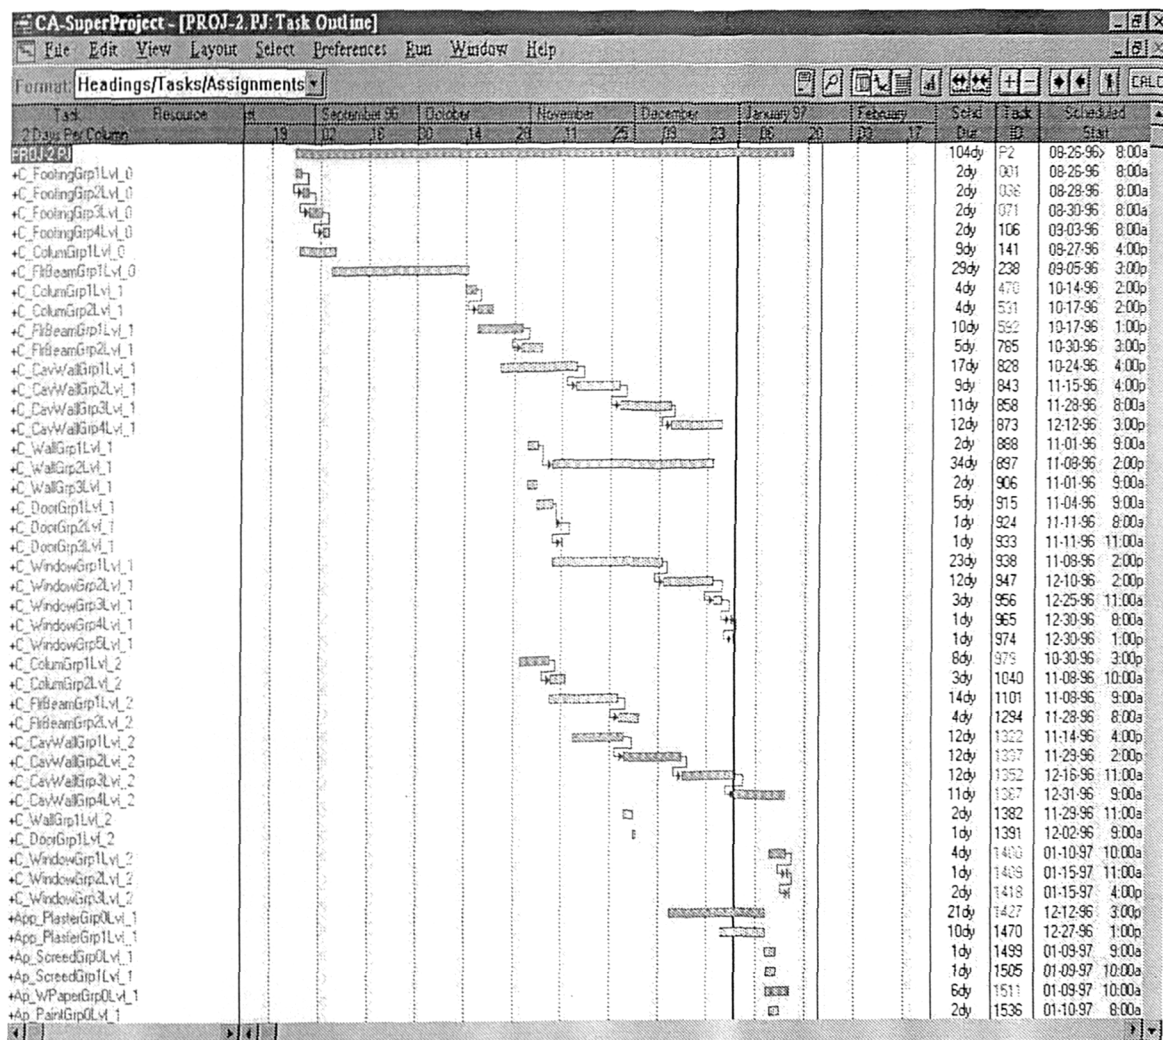 CA-SuperProject - [PROJ-2.PJ: Task Outline]
File Edit View Layout Select Preferences Run Window Help
Format: Headings/Tasks/Assignments CALC
Task Resource st September 96 October November December January 97 February Schd Task Scheduled
2 Days Per Column 19 02 16 14 11 25 09 23 06 20 03 17 Dur ID Start
PROJ-2.PJ 104dy P2 08-26-96> 8:00a
+C_FootingGrp1Lvl_0 2dy 001 08-26-96 8:00a
+C_FootingGrp2Lvl_0 2dy 036 08-28-96 8:00a
+C_FootingGrp3Lvl_0 2dy 071 08-30-96 8:00a
+C_FootingGrp4Lvl_0 2dy 106 09-03-96 8:00a
+C_ColumGrp1Lvl_0 9dy 141 08-27-96 4:00p
+C_FlrBeamGrp1Lvl_0 29dy 238 09-05-96 3:00p
+C_ColumGrp1Lvl_1 4dy 470 10-14-96 2:00p
+C_ColumGrp2Lvl_1 4dy 531 10-17-96 2:00p
+C_FlrBeamGrp1Lvl_1 10dy 592 10-17-96 1:00p
+C_FlrBeamGrp2Lvl_1 5dy 785 10-30-96 3:00p
+C_CavWallGrp1Lvl_1 17dy 828 10-24-96 4:00p
+C_CavWallGrp2Lvl_1 9dy 843 11-15-96 4:00p
+C_CavWallGrp3Lvl_1 11dy 858 11-28-96 8:00a
+C_CavWallGrp4Lvl_1 12dy 873 12-12-96 3:00p
+C_WallGrp1Lvl_1 2dy 888 11-01-96 9:00a
+C_WallGrp2Lvl_1 34dy 897 11-08-96 2:00p
+C_WallGrp3Lvl_1 2dy 906 11-01-96 9:00a
+C_DoorGrp1Lvl_1 5dy 915 11-04-96 9:00a
+C_DoorGrp2Lvl_1 1dy 924 11-11-96 8:00a
+C_DoorGrp3Lvl_1 1dy 933 11-11-96 11:00a
+C_WindowGrp1Lvl_1 23dy 938 11-08-96 2:00p
+C_WindowGrp2Lvl_1 12dy 947 12-10-96 2:00p
+C_WindowGrp3Lvl_1 3dy 956 12-25-96 11:00a
+C_WindowGrp4Lvl_1 1dy 965 12-30-96 8:00a
+C_WindowGrp5Lvl_1 1dy 974 12-30-96 1:00p
+C_ColumGrp1Lvl_2 8dy 979 10-30-96 3:00p
+C_ColumGrp2Lvl_2 3dy 1040 11-08-96 10:00a
+C_FlrBeamGrp1Lvl_2 14dy 1101 11-08-96 9:00a
+C_FlrBeamGrp2Lvl_2 4dy 1294 11-28-96 8:00a
+C_CavWallGrp1Lvl_2 12dy 1322 11-14-96 4:00p
+C_CavWallGrp2Lvl_2 12dy 1337 11-29-96 2:00p
+C_CavWallGrp3Lvl_2 12dy 1352 12-16-96 11:00a
+C_CavWallGrp4Lvl_2 11dy 1367 12-31-96 9:00a
+C_WallGrp1Lvl_2 2dy 1382 11-29-96 11:00a
+C_DoorGrp1Lvl_2 1dy 1391 12-02-96 9:00a
+C_WindowGrp1Lvl_2 4dy 1400 01-10-97 10:00a
+C_WindowGrp2Lvl_2 1dy 1409 01-15-97 11:00a
+C_WindowGrp3Lvl_2 2dy 1418 01-15-97 4:00p
+App_PlasterGrp0Lvl_1 21dy 1427 12-12-96 3:00p
+App_PlasterGrp1Lvl_1 10dy 1470 12-27-96 1:00p
+Ap_ScreedGrp0Lvl_1 1dy 1499 01-09-97 9:00a
+Ap_ScreedGrp1Lvl_1 1dy 1505 01-09-97 10:00a
+Ap_WPaperGrp0Lvl_1 6dy 1511 01-09-97 10:00a
+Ap_PaintGrp0Lvl_1 2dy 1536 01-10-97 8:00a